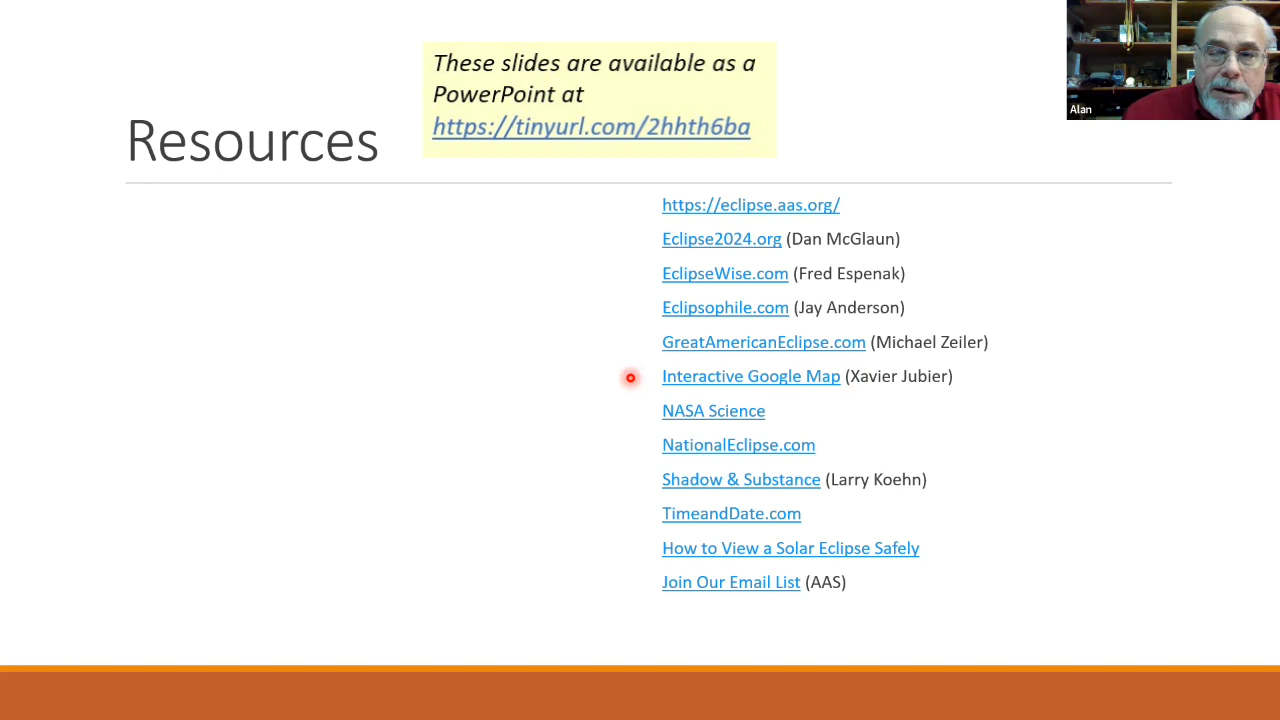 These slides are available as a
PowerPoint at
https://tinyurl.com/2hhth6ba
Resources
Alan
https://eclipse.aas.org/
Eclipse2024.org (Dan McGlaun)
EclipseWise.com (Fred Espenak)
Eclipsophile.com (Jay Anderson)
GreatAmericanEclipse.com (Michael Zeiler)
Interactive Google Map (Xavier Jubier)
NASA Science
NationalEclipse.com
Shadow & Substance (Larry Koehn)
TimeandDate.com
How to View a Solar Eclipse Safely
Join Our Email List (AAS)